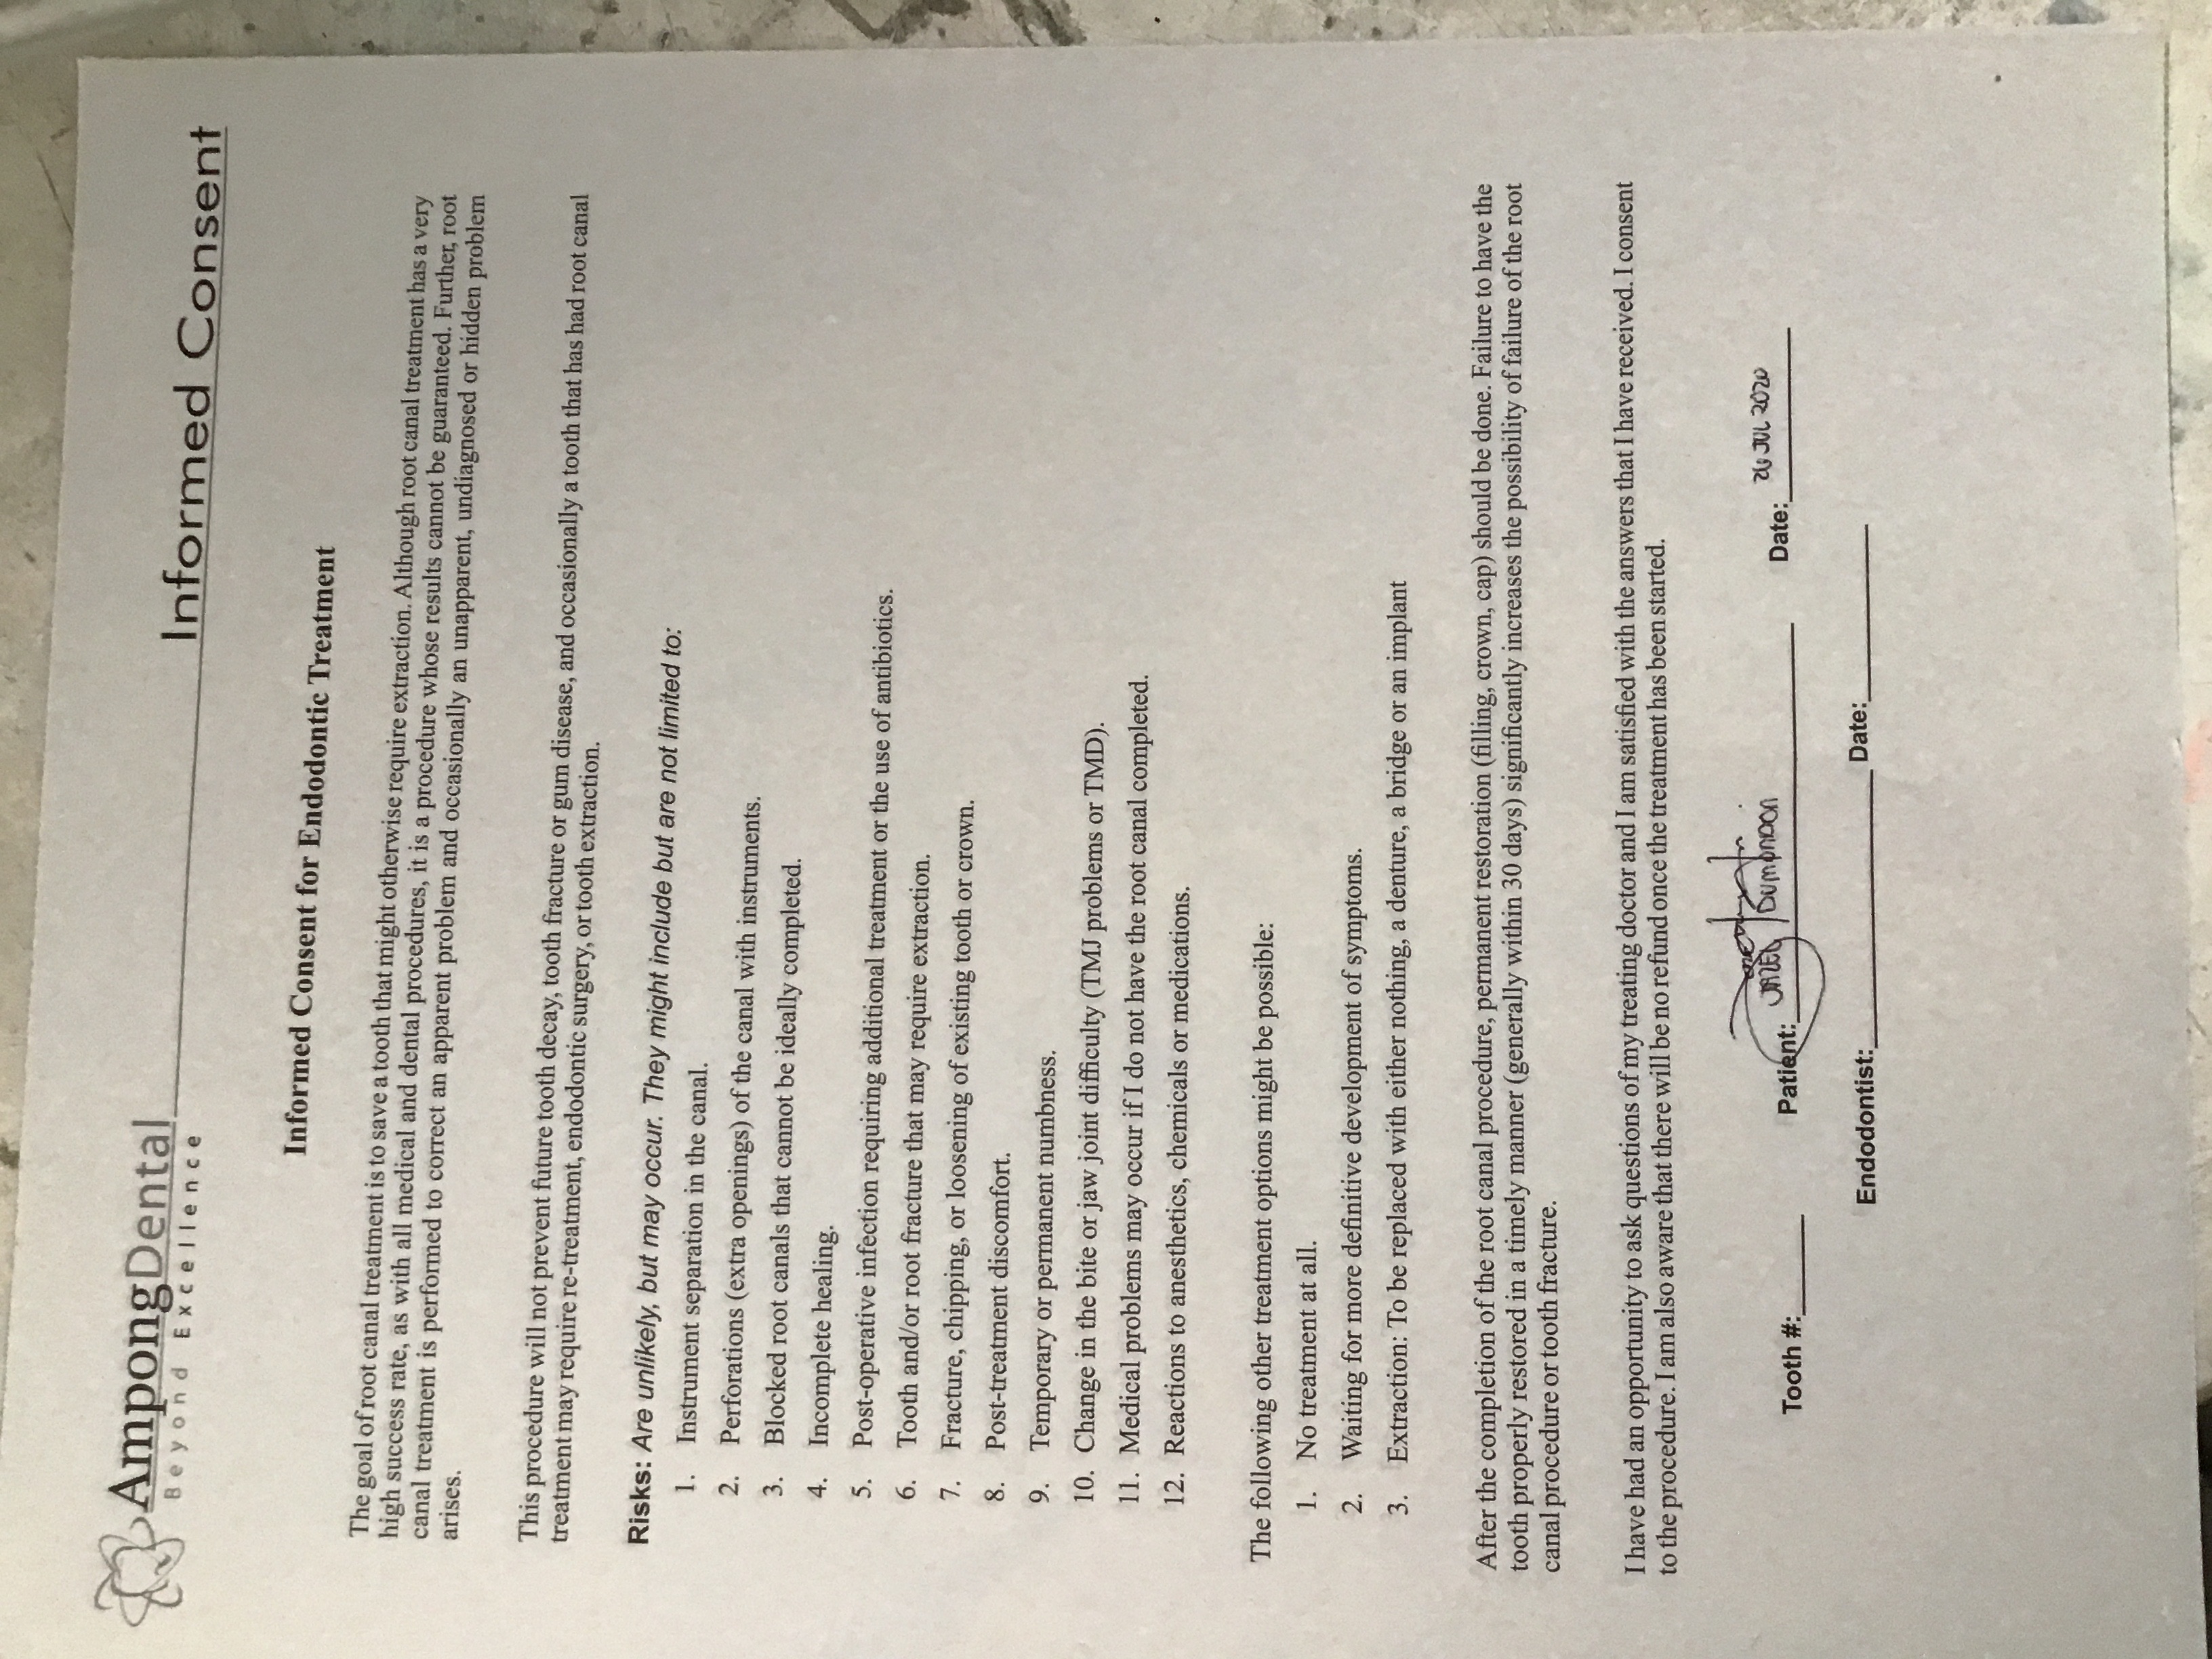 AmpongDental Informed Consent
Beyond Excellence
Informed Consent for Endodontic Treatment
The goal of root canal treatment is to save a tooth that might otherwise require extraction. Although root canal treatment has a very
high success rate, as with all medical and dental procedures, it is a procedure whose results cannot be guaranteed. Further, root
canal treatment is performed to correct an apparent problem and occasionally an unapparent, undiagnosed or hidden problem
arises.
This procedure will not prevent future tooth decay, tooth fracture or gum disease, and occasionally a tooth that has had root canal
treatment may require re-treatment, endodontic surgery, or tooth extraction.
Risks: Are unlikely, but may occur. They might include but are not limited to:
1. Instrument separation in the canal.
2. Perforations (extra openings) of the canal with instruments.
3. Blocked root canals that cannot be ideally completed.
4. Incomplete healing.
5. Post-operative infection requiring additional treatment or the use of antibiotics.
6. Tooth and/or root fracture that may require extraction.
7. Fracture, chipping, or loosening of existing tooth or crown.
8. Post-treatment discomfort.
9. Temporary or permanent numbness.
10. Change in the bite or jaw joint difficulty (TMJ problems or TMD).
11. Medical problems may occur if I do not have the root canal completed.
12. Reactions to anesthetics, chemicals or medications.
The following other treatment options might be possible:
1. No treatment at all.
2. Waiting for more definitive development of symptoms.
3. Extraction: To be replaced with either nothing, a denture, a bridge or an implant
After the completion of the root canal procedure, permanent restoration (filling, crown, cap) should be done. Failure to have the
tooth properly restored in a timely manner (generally within 30 days) significantly increases the possibility of failure of the root
canal procedure or tooth fracture.
I have had an opportunity to ask questions of my treating doctor and I am satisfied with the answers that I have received. I consent
to the procedure. I am also aware that there will be no refund once the treatment has been started.
Tooth #: Patient: Dumondon Date: JUL 2020
Endodontist: Date: